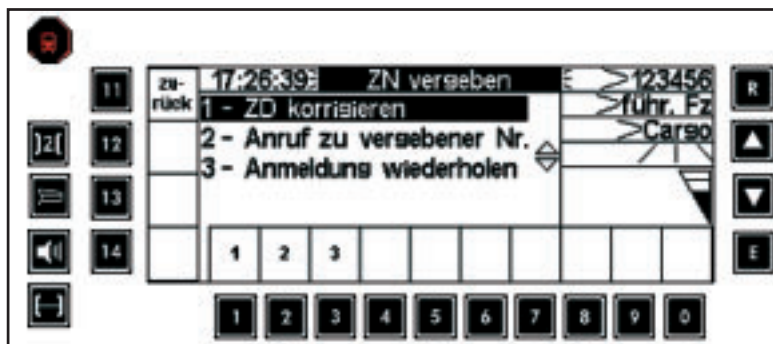 11 zu- 17:26:39 ZN vergeben 123456 R
rück 1 - ZD korrigieren führ. Fz
12 2 - Anruf zu vergebener Nr. Cargo
]2[
3 - Anmeldung wiederholen
13
14 1 2 3 E
1 2 3 4 5 6 7 8 9 0